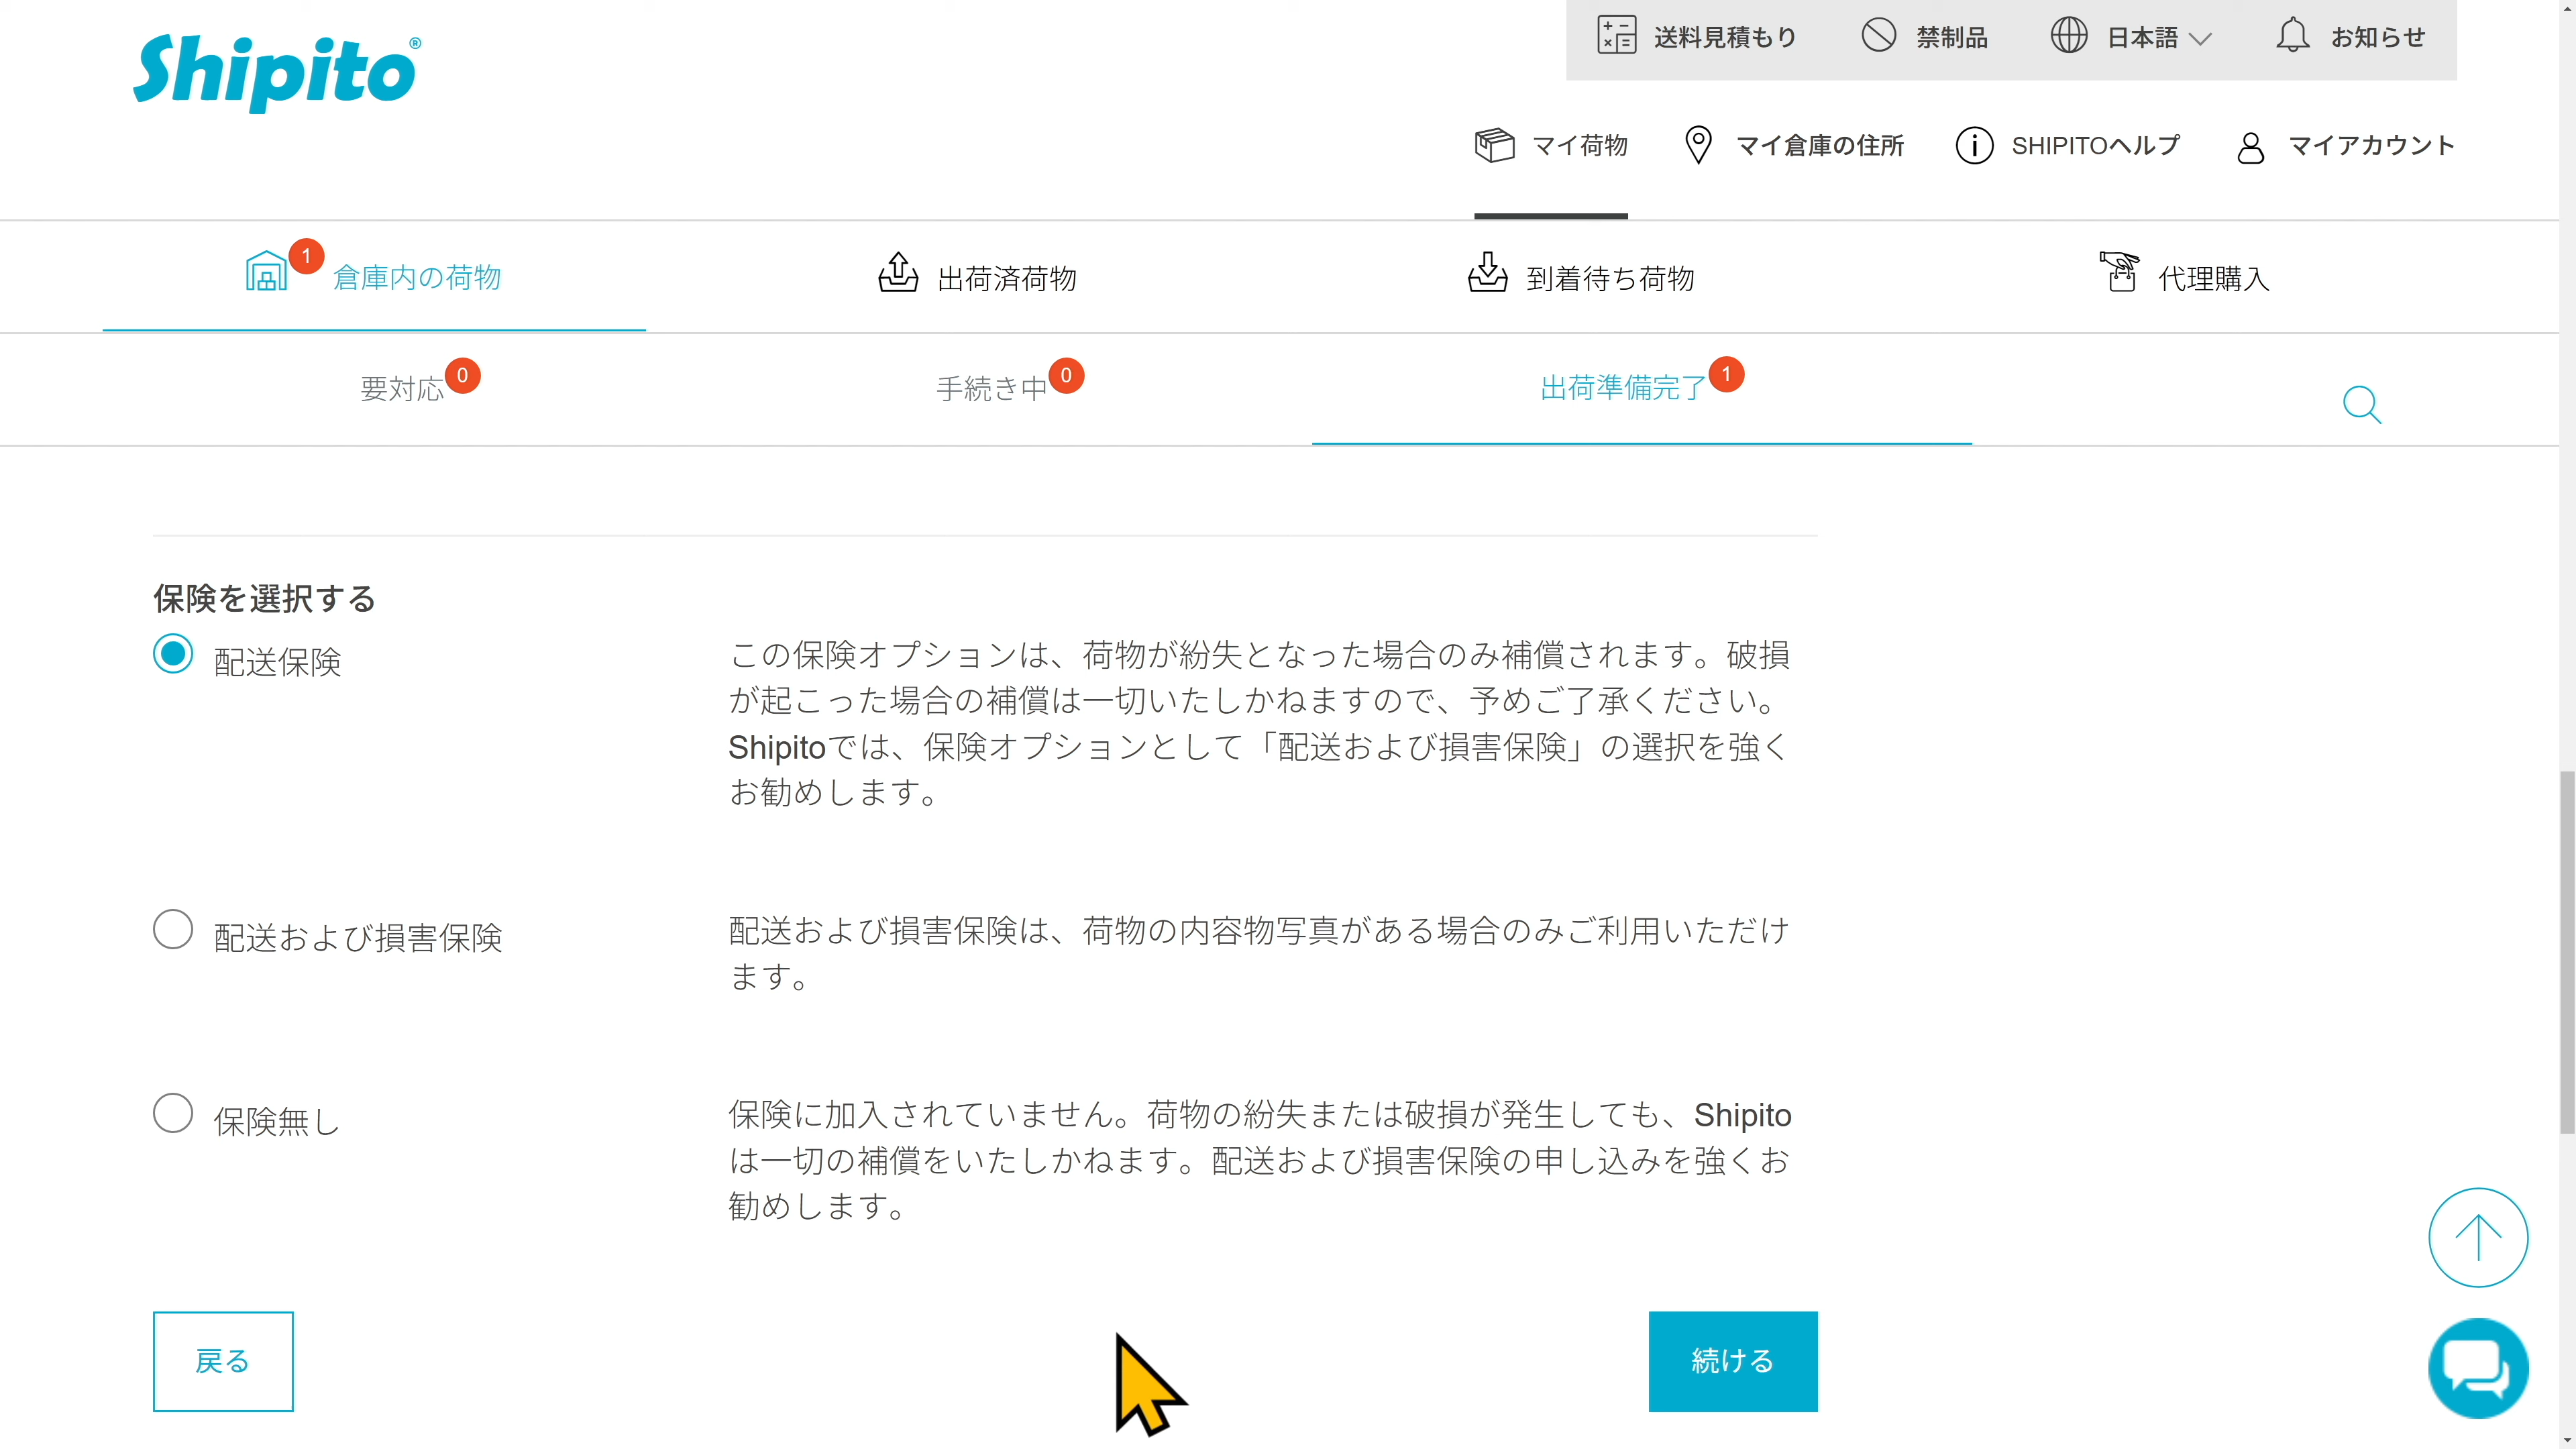 Shipito®
送料見積もり
禁制品
日本語
お知らせ
マイ荷物
マイ倉庫の住所
SHIPITOヘルプ
マイアカウント
1
倉庫内の荷物
出荷済荷物
到着待ち荷物
代理購入
要対応
0
手続き中
0
出荷準備完了
1
保険を選択する
配送保険
この保険オプションは、荷物が紛失となった場合のみ補償されます。破損
が起こった場合の補償は一切いたしかねますので、予めご了承ください。
Shipitoでは、保険オプションとして「配送および損害保険」の選択を強く
お勧めします。
配送および損害保険
配送および損害保険は、荷物の内容物写真がある場合のみご利用いただけ
ます。
保険無し
保険に加入されていません。荷物の紛失または破損が発生しても、Shipito
は一切の補償をいたしかねます。配送および損害保険の申し込みを強くお
勧めします。
戻る
続ける